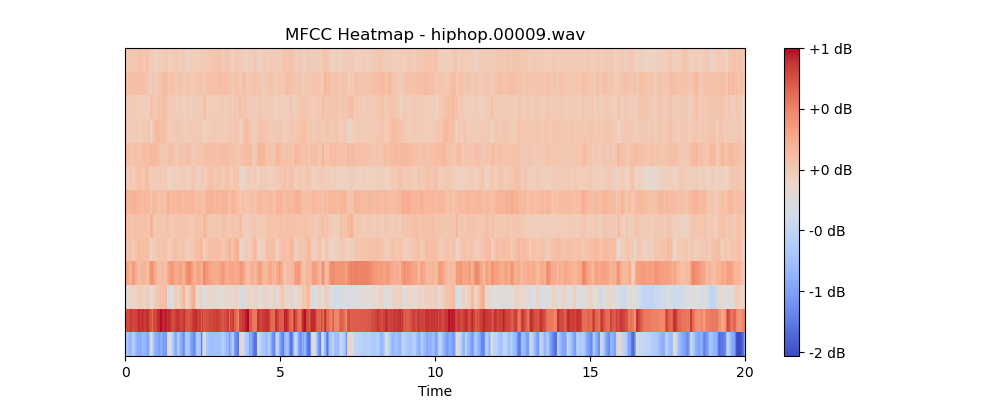 MFCC Heatmap - hiphop.00009.wav
+1 dB
+0 dB
+0 dB
-0 dB
-1 dB
-2 dB
0 5 10 15 20
Time